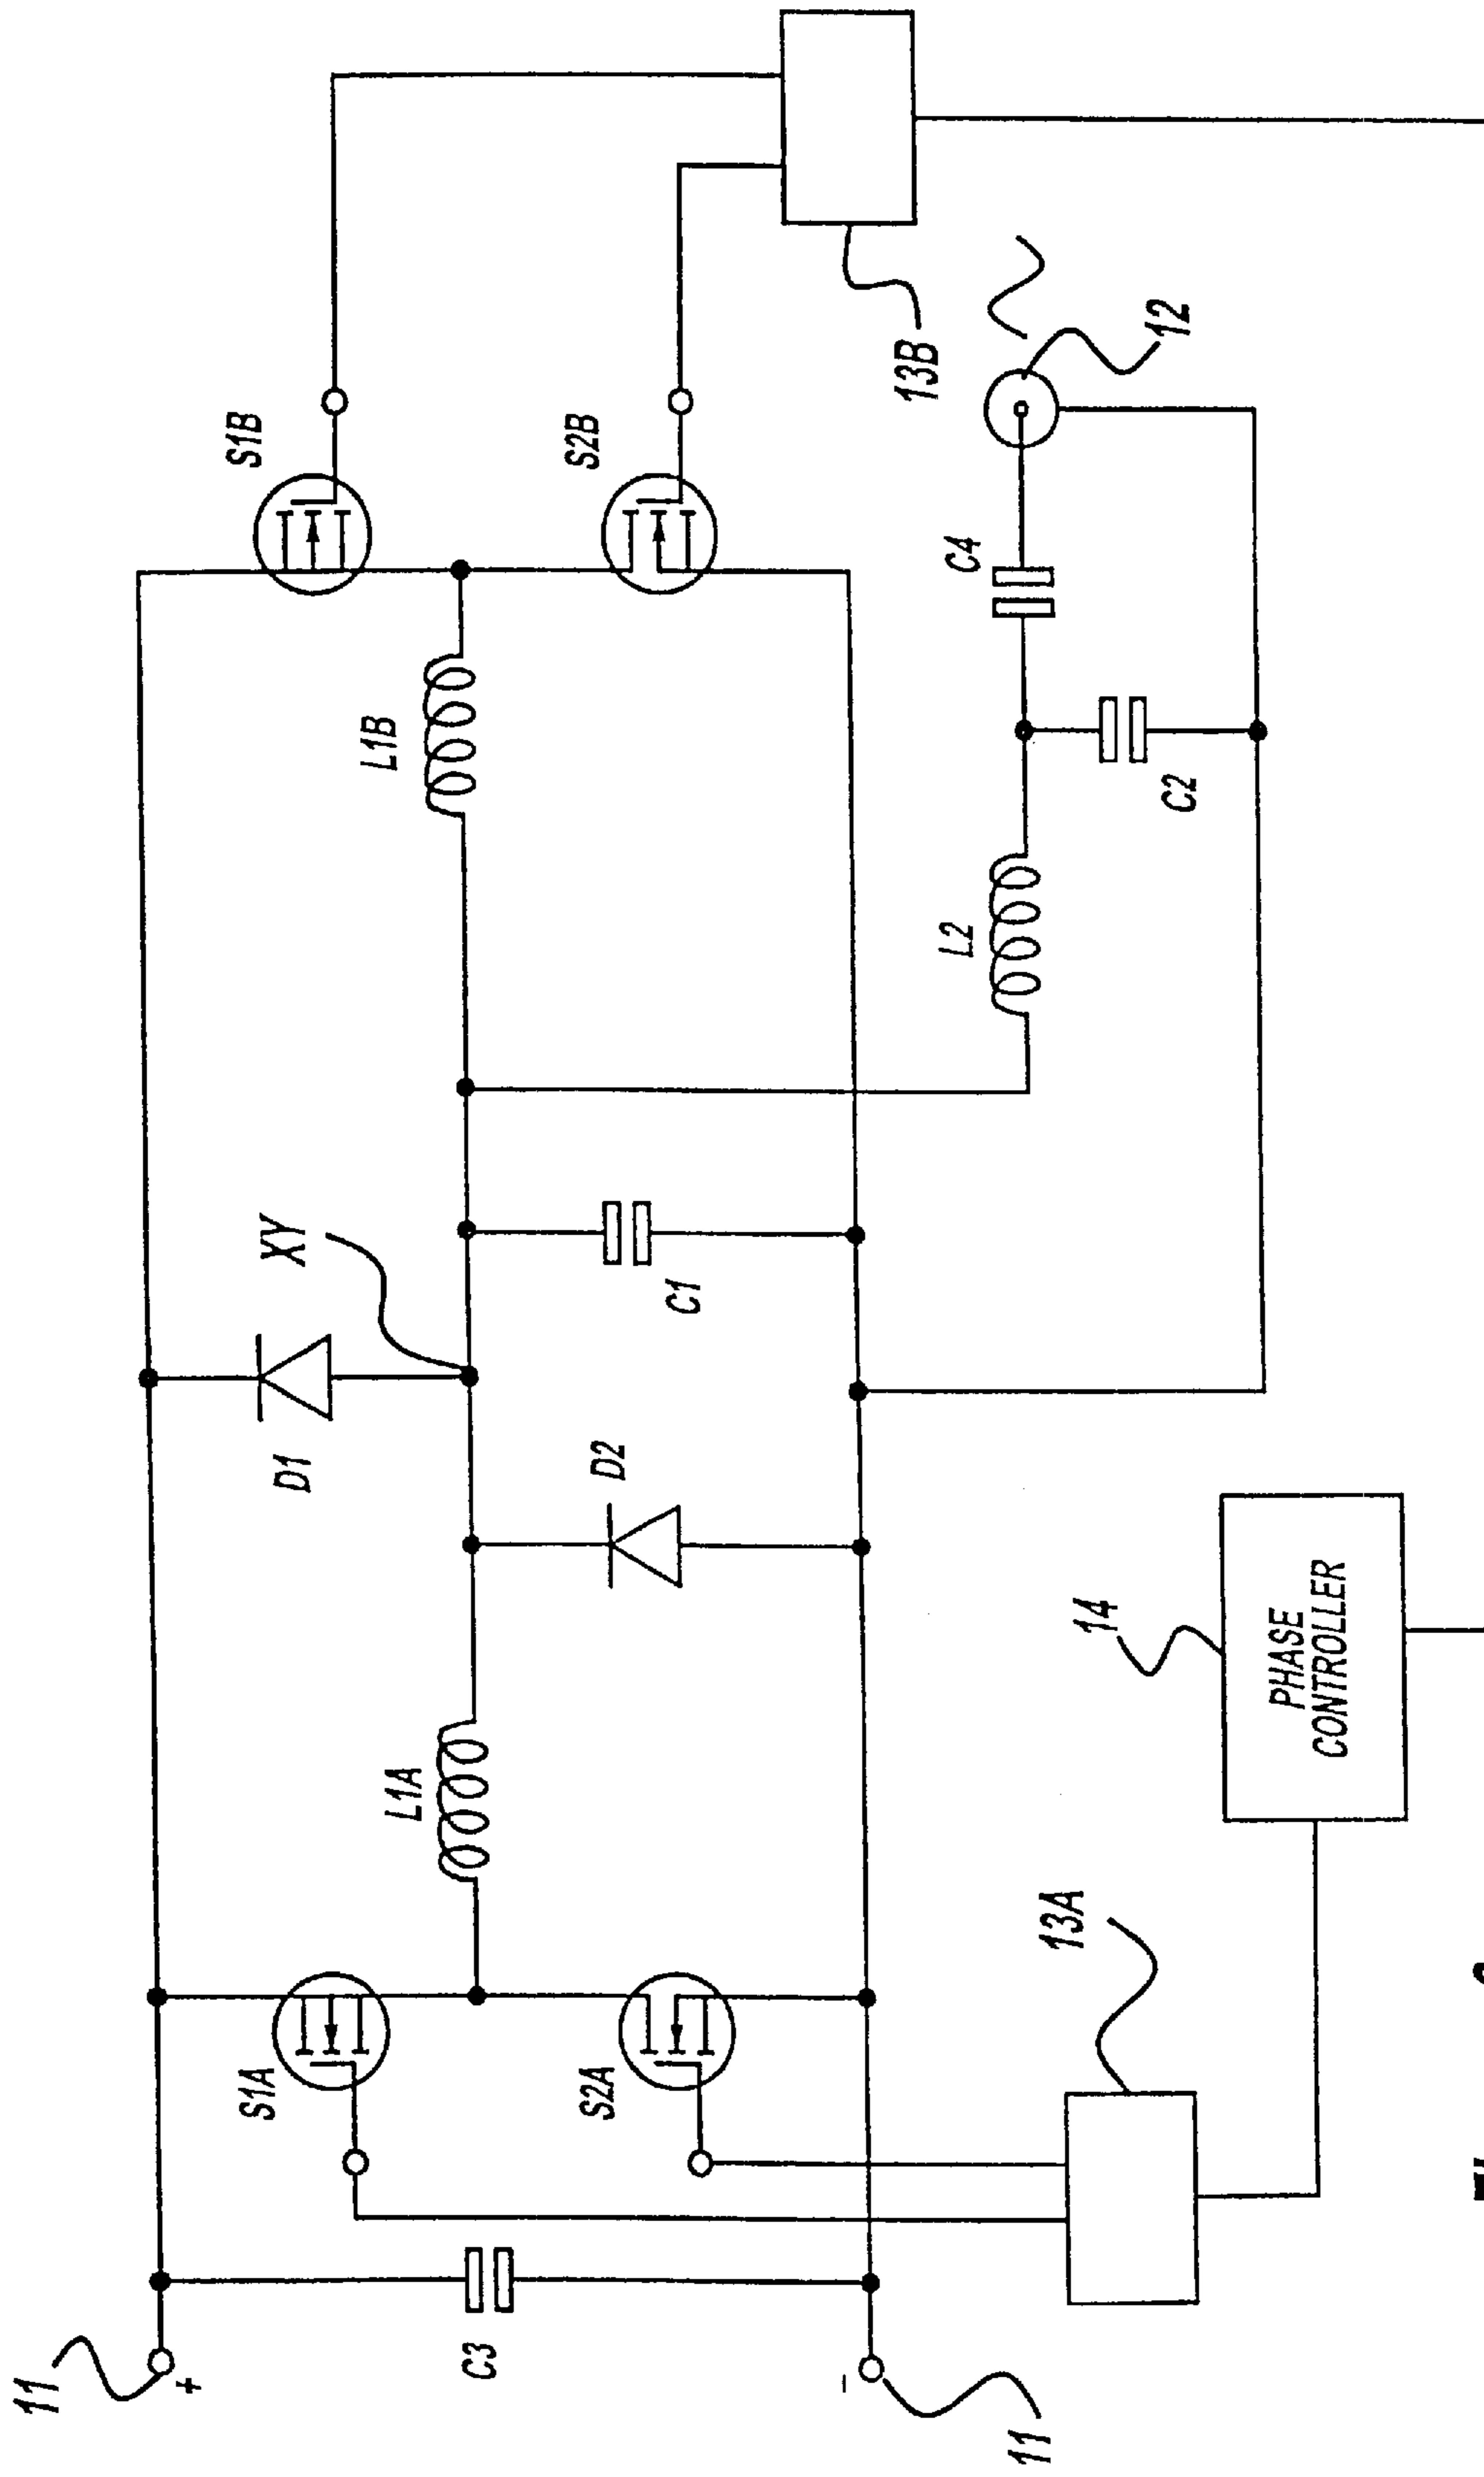 11
+
C3
-
11
S1A
S2A
13A
L1A
14
PHASE
CONTROLLER
D1
D2
XY
C1
L2
L1B
C2
C4
S1B
S2B
13B
12